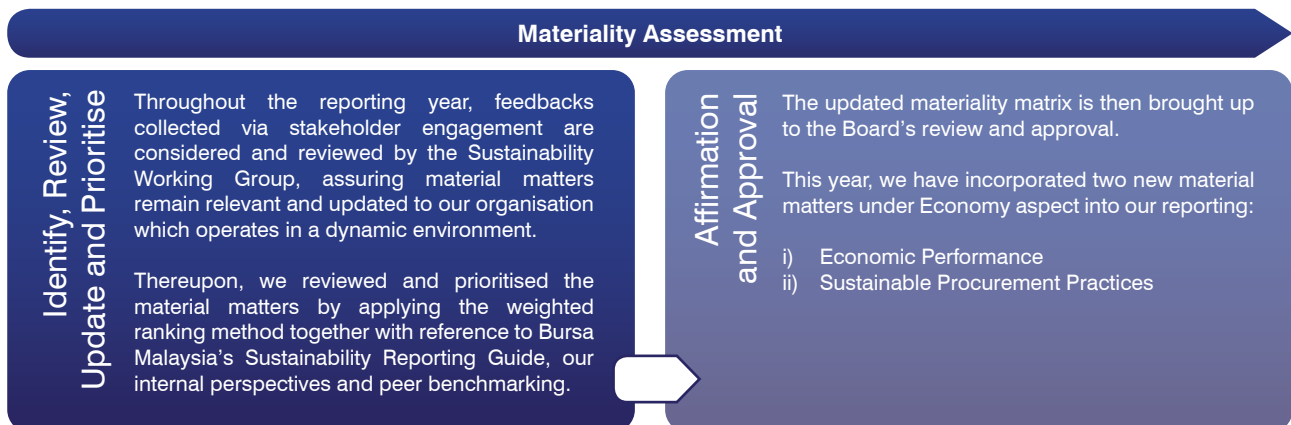 Materiality Assessment
Identify, Review,
Update and Prioritise
Throughout the reporting year, feedbacks
collected via stakeholder engagement are
considered and reviewed by the Sustainability
Working Group, assuring material matters
remain relevant and updated to our organisation
which operates in a dynamic environment.
Thereupon, we reviewed and prioritised the
material matters by applying the weighted
ranking method together with reference to Bursa
Malaysia’s Sustainability Reporting Guide, our
internal perspectives and peer benchmarking.
Affirmation
and Approval
The updated materiality matrix is then brought up
to the Board’s review and approval.
This year, we have incorporated two new material
matters under Economy aspect into our reporting:
i) Economic Performance
ii) Sustainable Procurement Practices